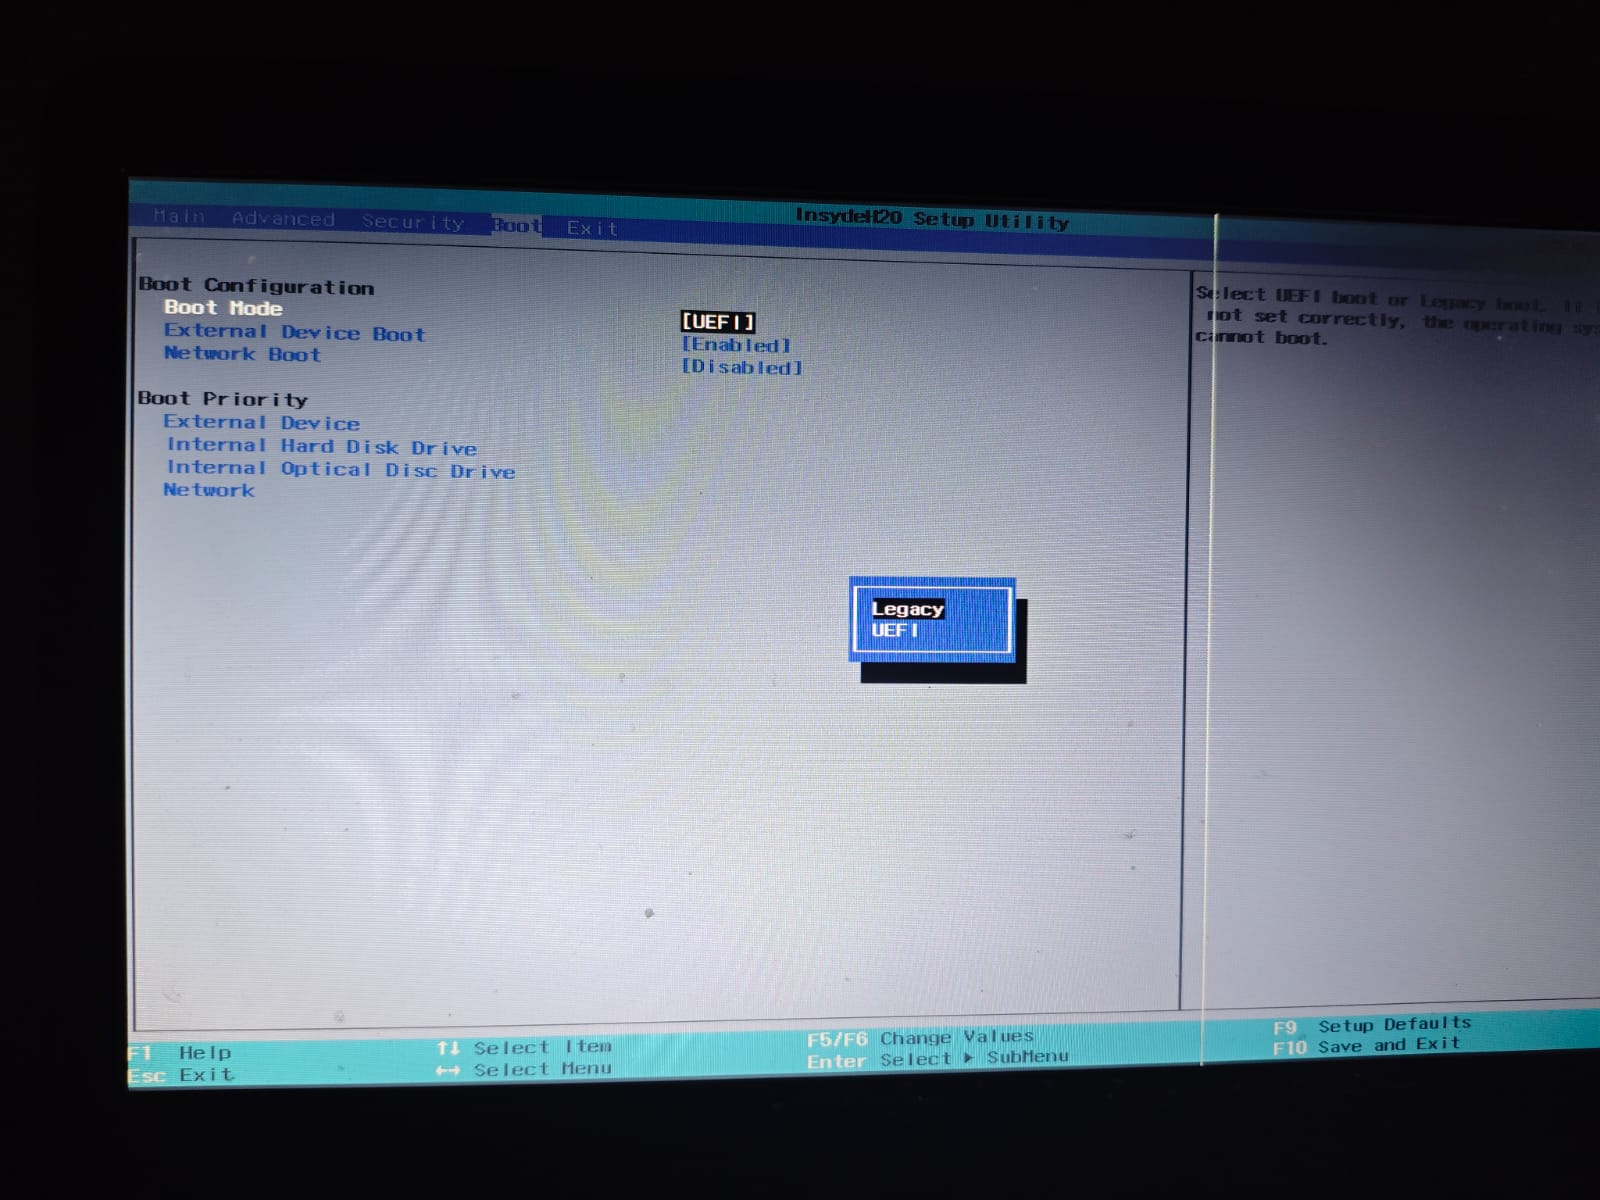 InsydeH20 Setup Utility
Main Advanced Security Boot Exit
Boot Configuration
Boot Mode [UEFI]
External Device Boot [Enabled]
Network Boot [Disabled]
Boot Priority
External Device
Internal Hard Disk Drive
Internal Optical Disc Drive
Network
Legacy
UEFI
Select UEFI boot or Legacy boot. If
not set correctly, the operating
cannot boot.
F1 Help
Esc Exit
↑↓ Select Item
↔ Select Menu
F5/F6 Change Values
Enter Select ▶ SubMenu
F9 Setup Defaults
F10 Save and Exit